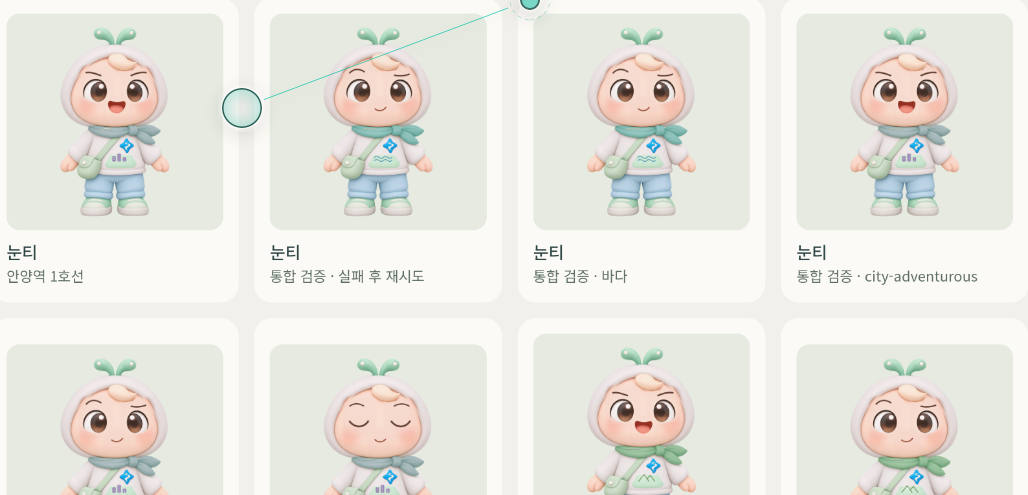 눈티
안양역 1호선
눈티
통합 검증 · 실패 후 재시도
눈티
통합 검증 · 바다
눈티
통합 검증 · city-adventurous